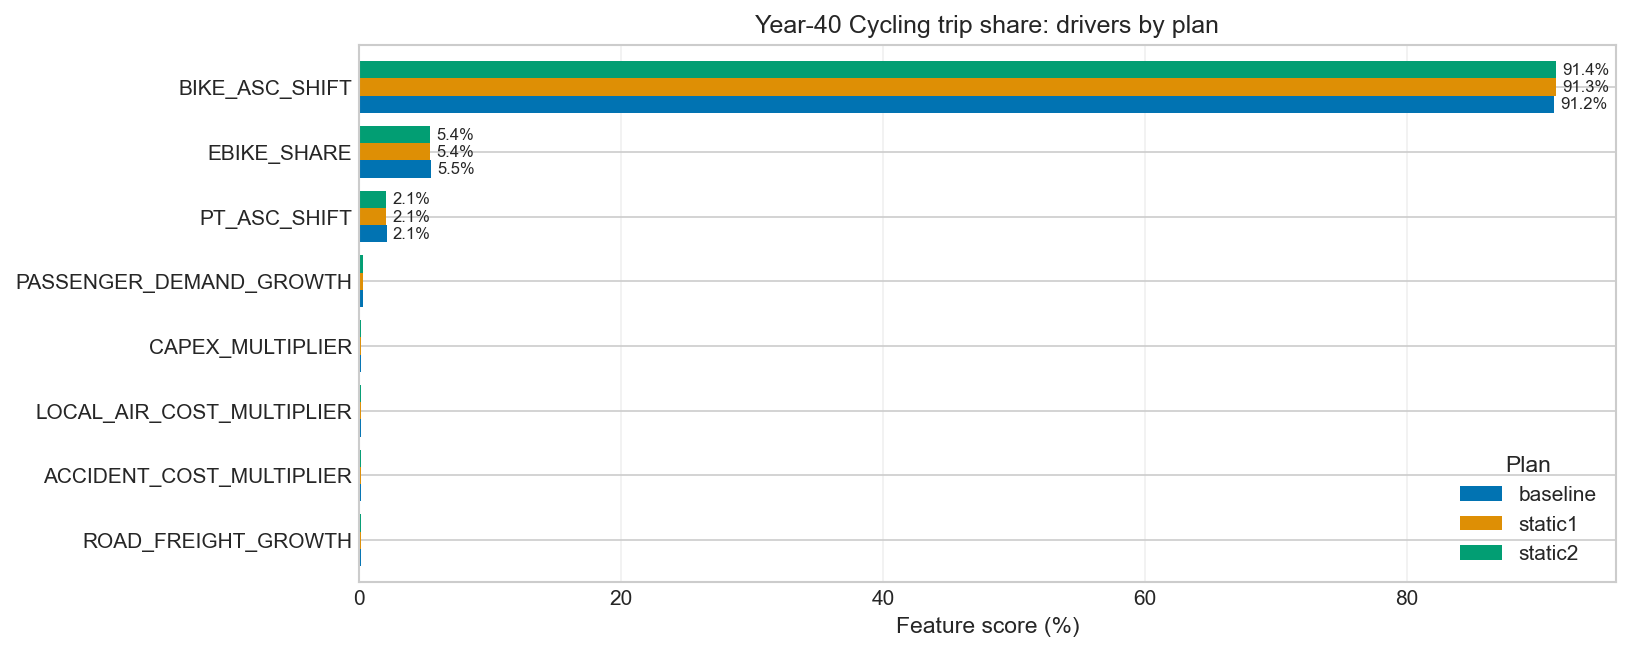 Year-40 Cycling trip share: drivers by plan
BIKE_ASC_SHIFT
91.4%
91.3%
91.2%
EBIKE_SHARE
5.4%
5.4%
5.5%
PT_ASC_SHIFT
2.1%
2.1%
2.1%
PASSENGER_DEMAND_GROWTH
CAPEX_MULTIPLIER
LOCAL_AIR_COST_MULTIPLIER
ACCIDENT_COST_MULTIPLIER
ROAD_FREIGHT_GROWTH
Plan
baseline
static1
static2
0 20 40 60 80
Feature score (%)